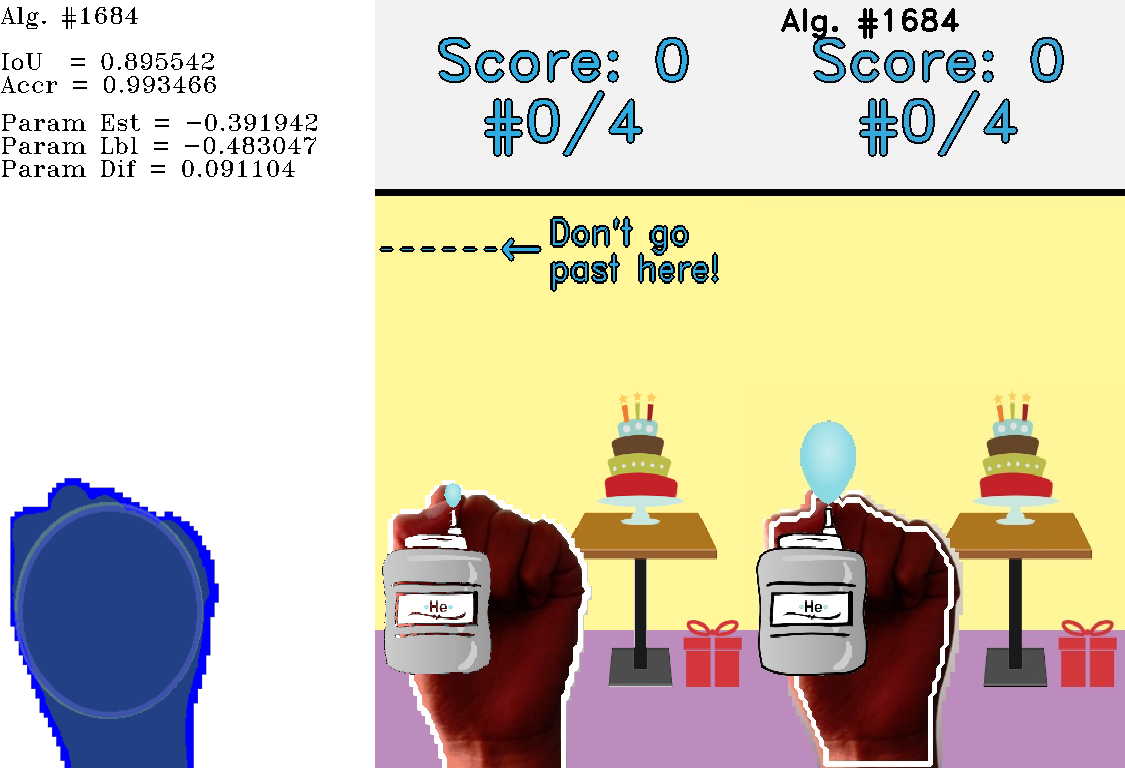 Alg. #1684
IoU = 0.895542
Accr = 0.993466
Param Est = -0.391942
Param Lbl = -0.483047
Param Dif = 0.091104
Score: 0
#0/4
Don't go
past here!
He
Alg. #1684
Score: 0
#0/4
He